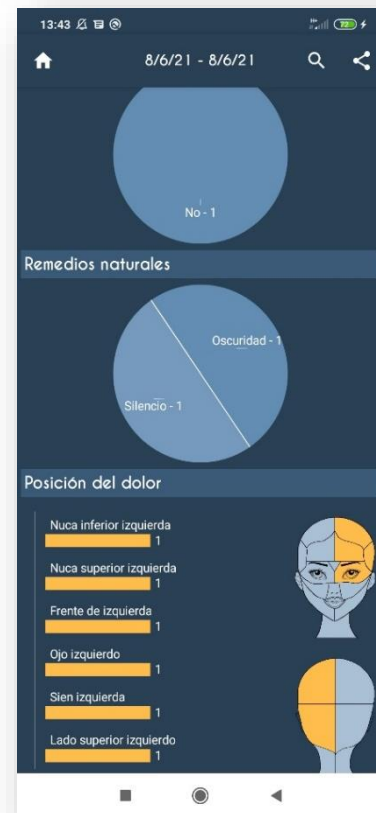 13:43
72
8/6/21 - 8/6/21
No - 1
Remedios naturales
Oscuridad - 1
Silencio - 1
Posición del dolor
Nuca inferior izquierda
1
Nuca superior izquierda
1
Frente de izquierda
1
Ojo izquierdo
1
Sien izquierda
1
Lado superior izquierdo
1